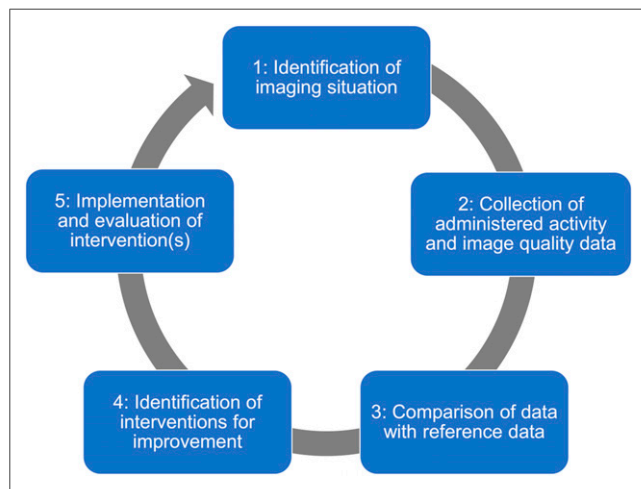 1: Identification of
imaging situation
2: Collection of
administered activity
and image quality data
3: Comparison of data
with reference data
4: Identification of
interventions for
improvement
5: Implementation
and evaluation of
intervention(s)